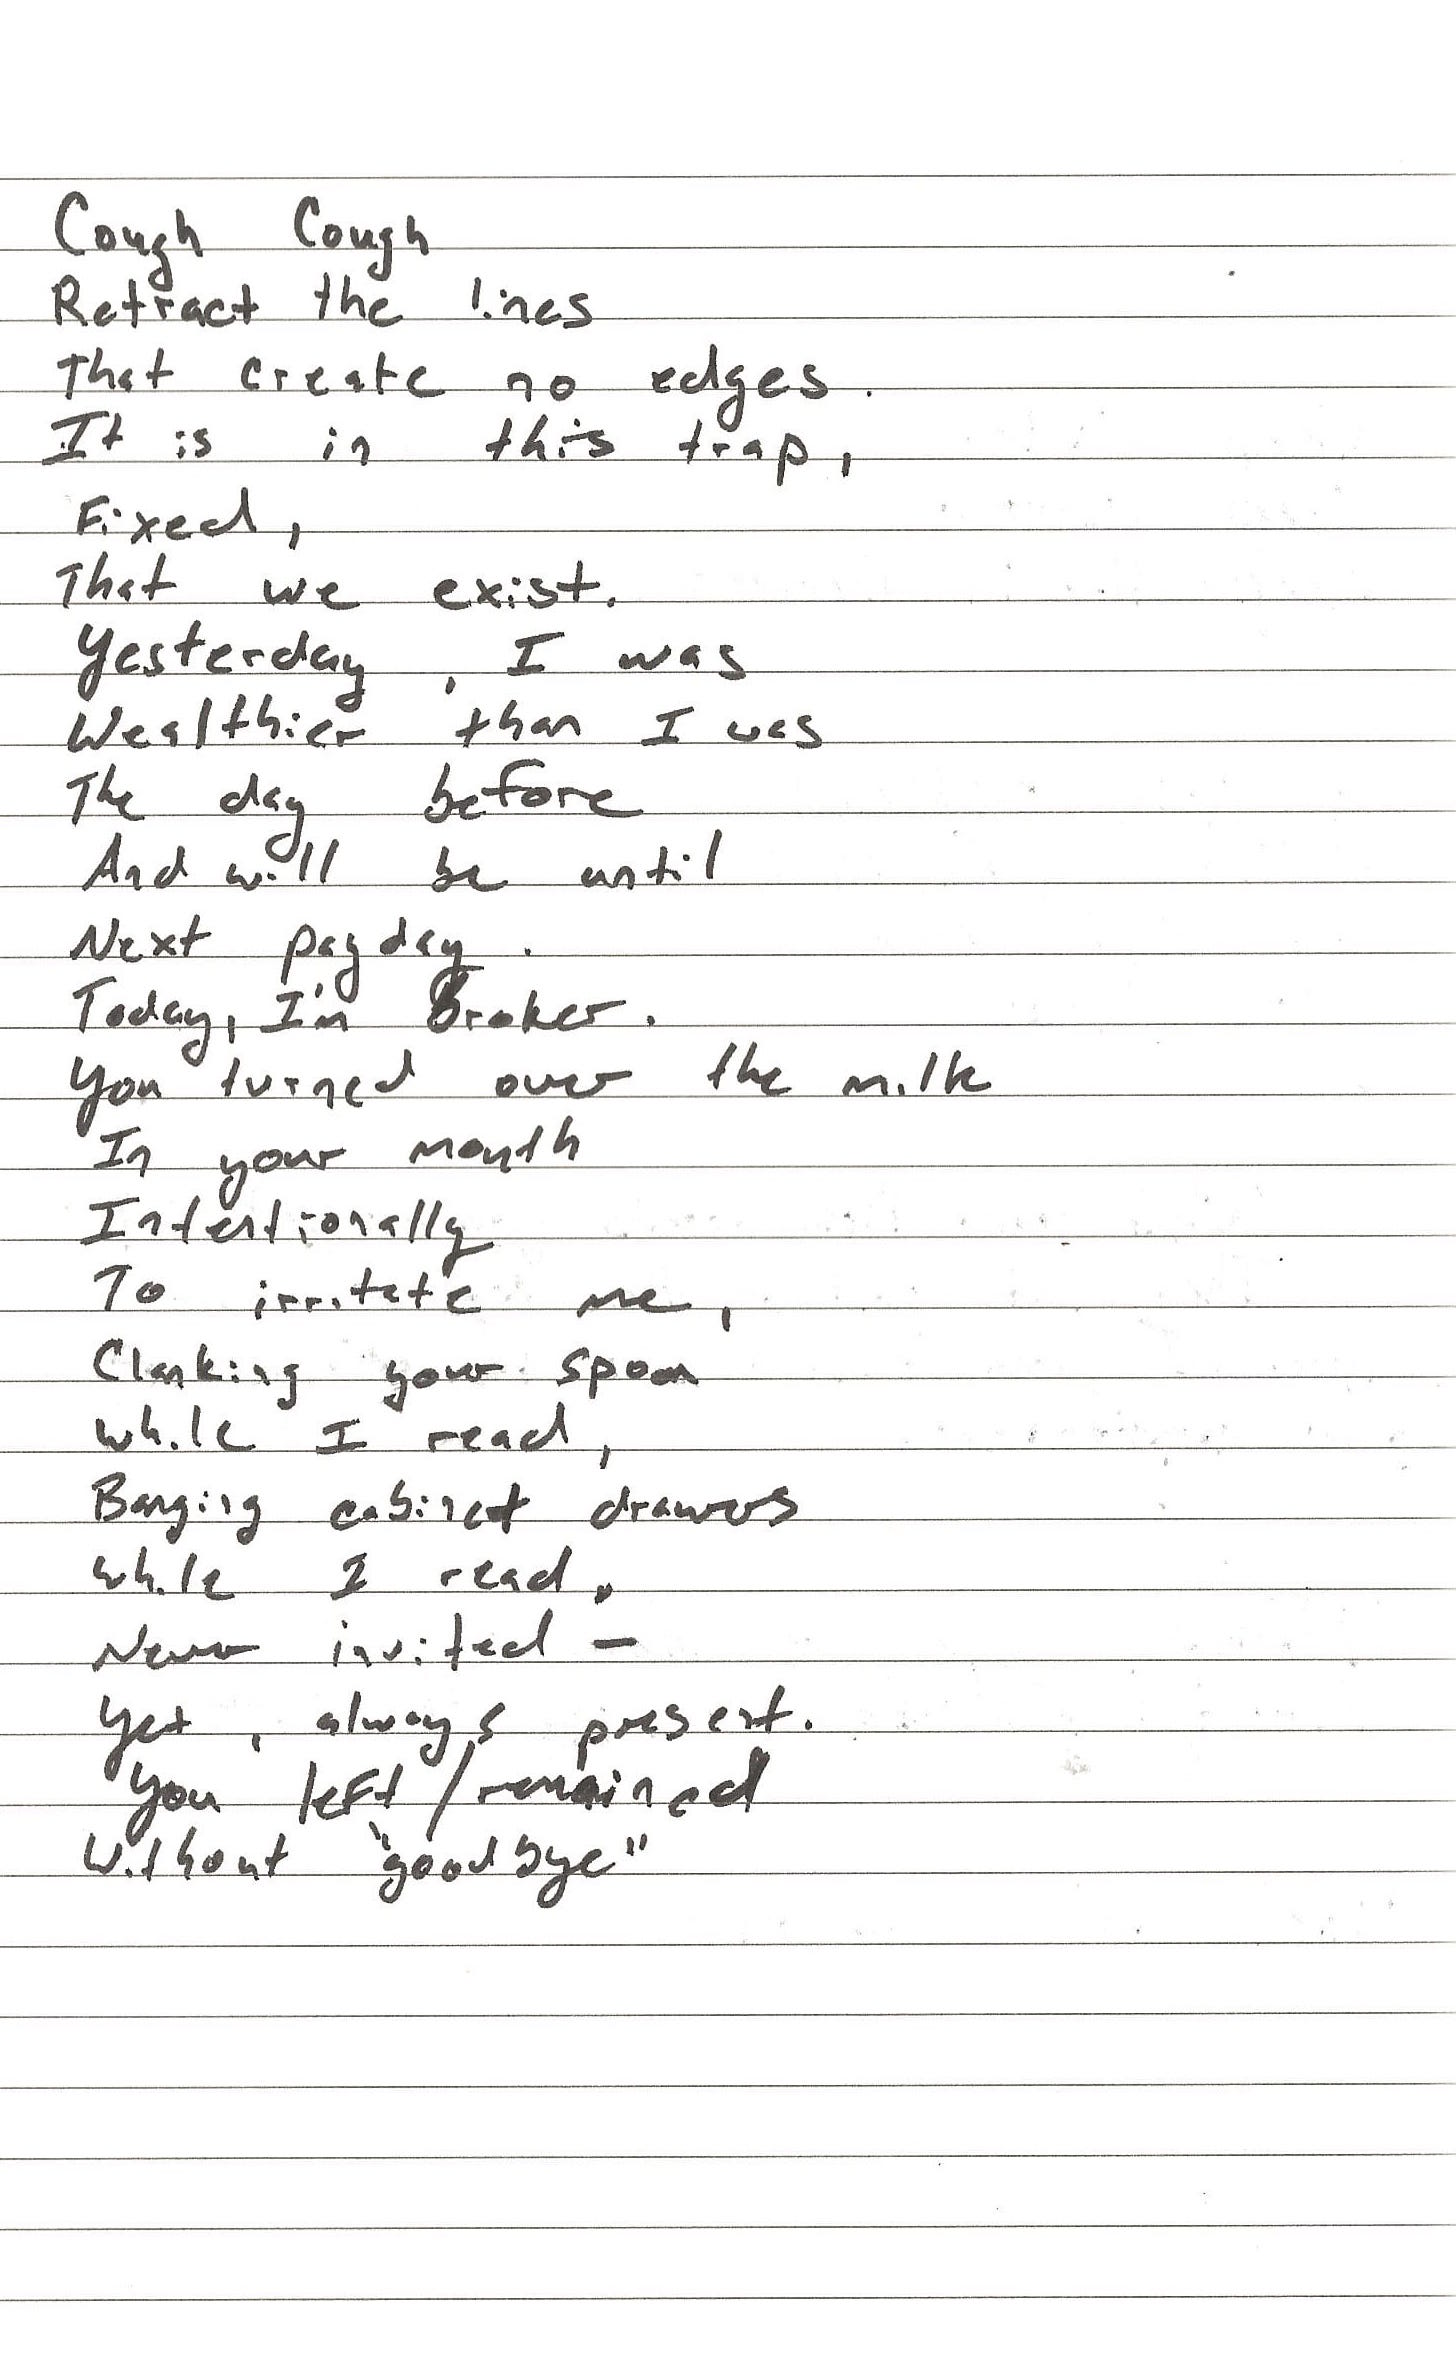 Cough Cough
Retract the lines
That create no edges.
It is in this trap,
Fixed,
That we exist.
Yesterday, I was
Wealthier than I was
The day before
And will be until
Next payday.
Today, I'm Broker.
You turned over the milk
In your mouth
Intentionally
To irritate me,
Clanking your spoon
While I read,
Banging cabinet drawers
While I read.
Never invited –
Yet, always present.
You left/remained
Without "goodbye"